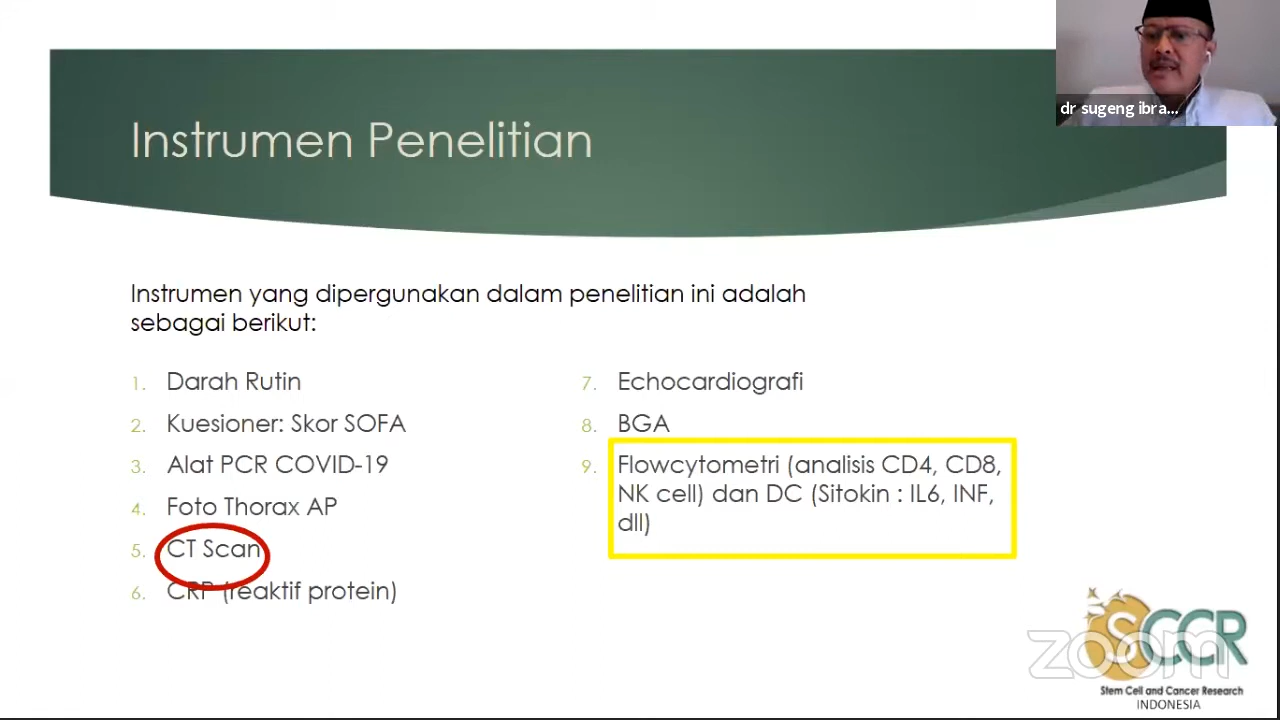 dr sugeng ibra...
Instrumen Penelitian
Instrumen yang dipergunakan dalam penelitian ini adalah
sebagai berikut:
1. Darah Rutin
2. Kuesioner: Skor SOFA
3. Alat PCR COVID-19
4. Foto Thorax AP
5. CT Scan
6. CRP (reaktif protein)
7. Echocardiografi
8. BGA
9. Flowcytometri (analisis CD4, CD8,
NK cell) dan DC (Sitokin : IL6, INF,
dll)
SCCR
zoom
Stem Cell and Cancer Research
INDONESIA